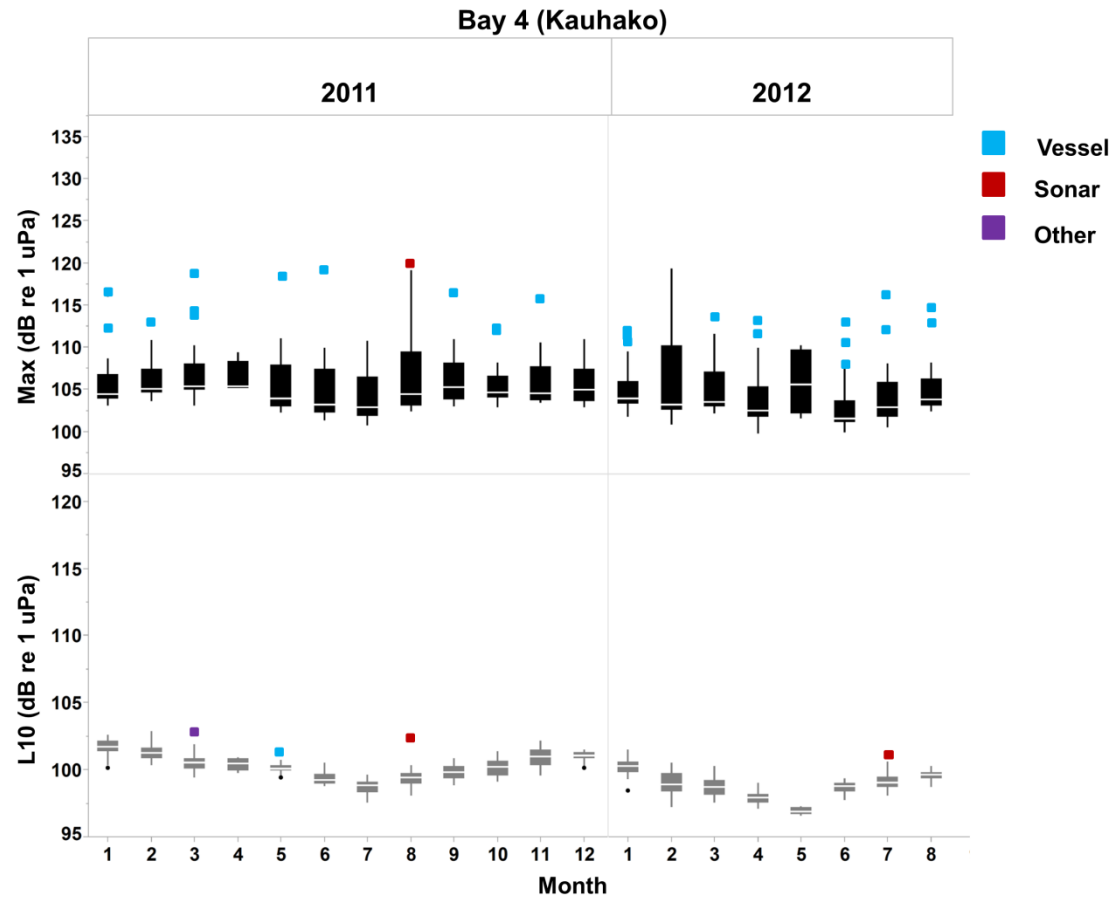 Bay 4 (Kauhako)
2011
2012
Vessel
Sonar
Other
Max (dB re 1 uPa)
135
130
125
120
115
110
105
100
95
L10 (dB re 1 uPa)
120
115
110
105
100
95
1 2 3 4 5 6 7 8 9 10 11 12 1 2 3 4 5 6 7 8
Month